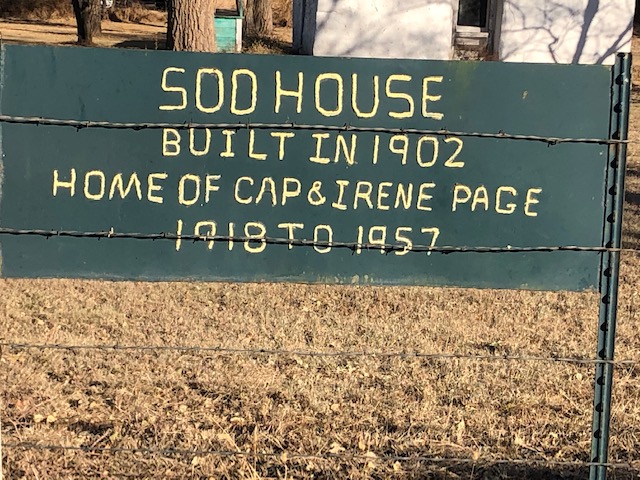 SOD HOUSE
BUILT IN 1902
HOME OF CAP & IRENE PAGE
1918 TO 1957